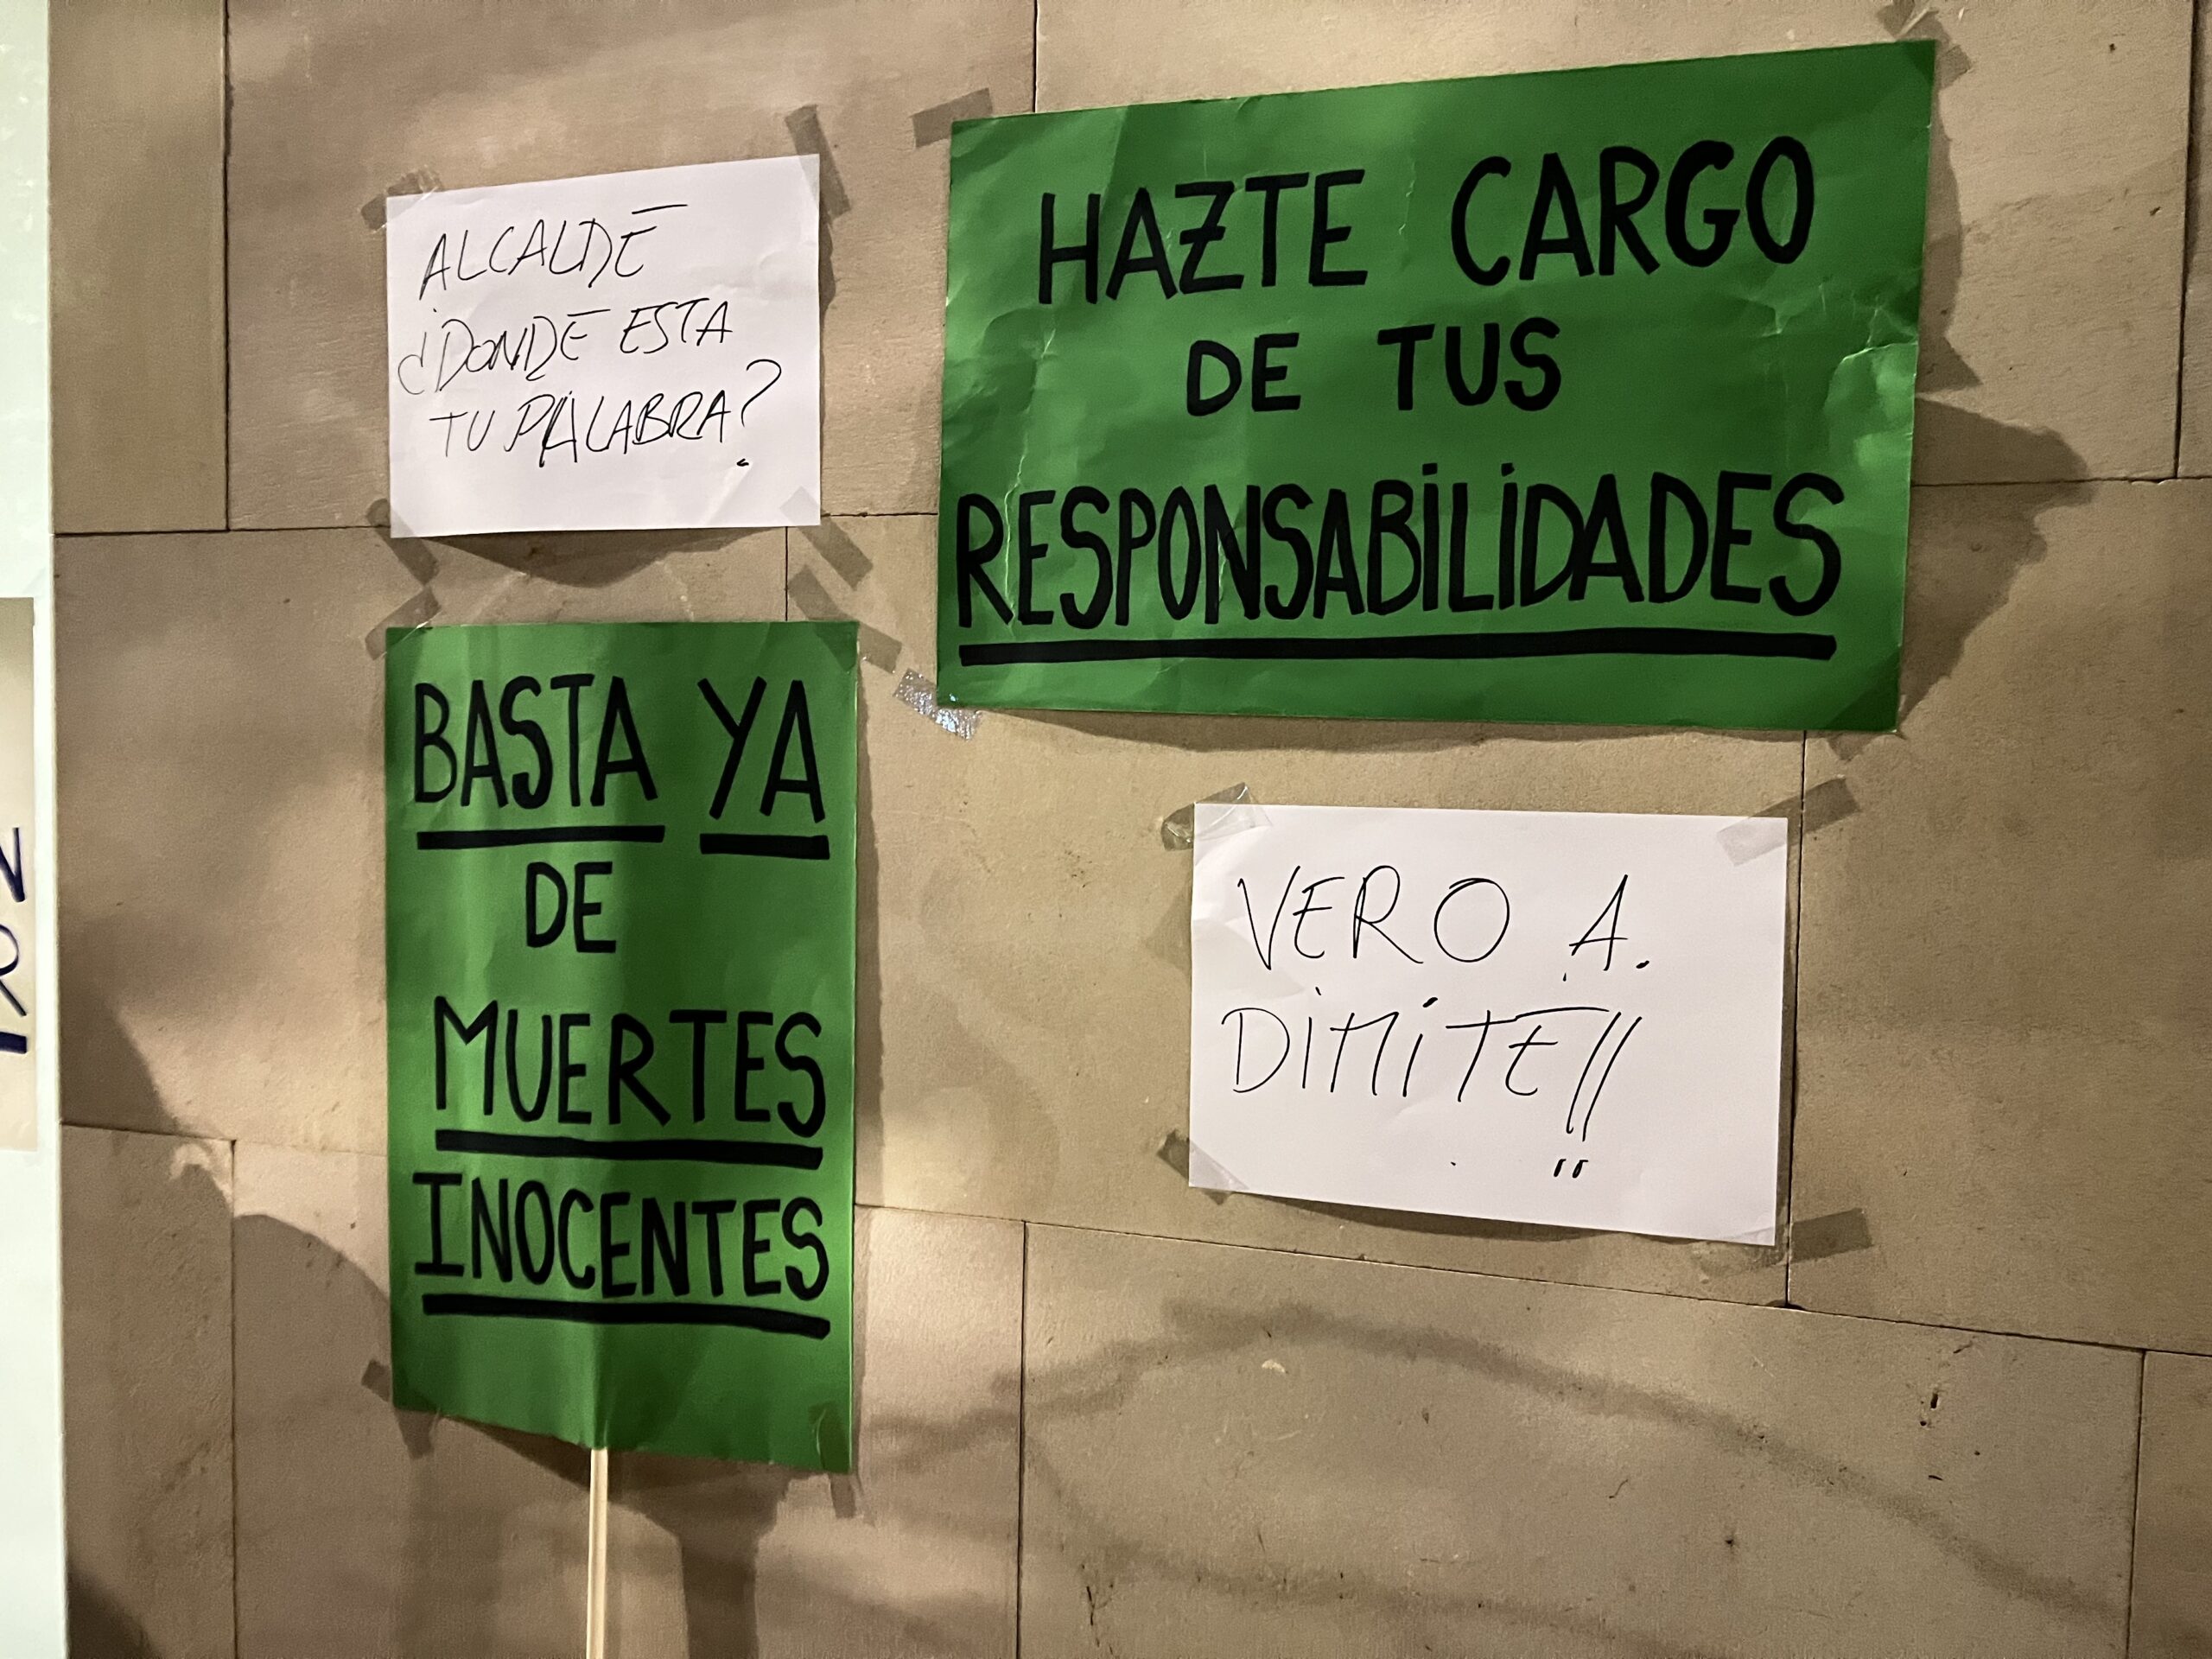 ALCALDE
¿DONDE ESTA
TU PALABRA?
HAZTE CARGO
DE TUS
RESPONSABILIDADES
BASTA YA
DE
MUERTES
INOCENTES
VERO A.
DIMITE!!